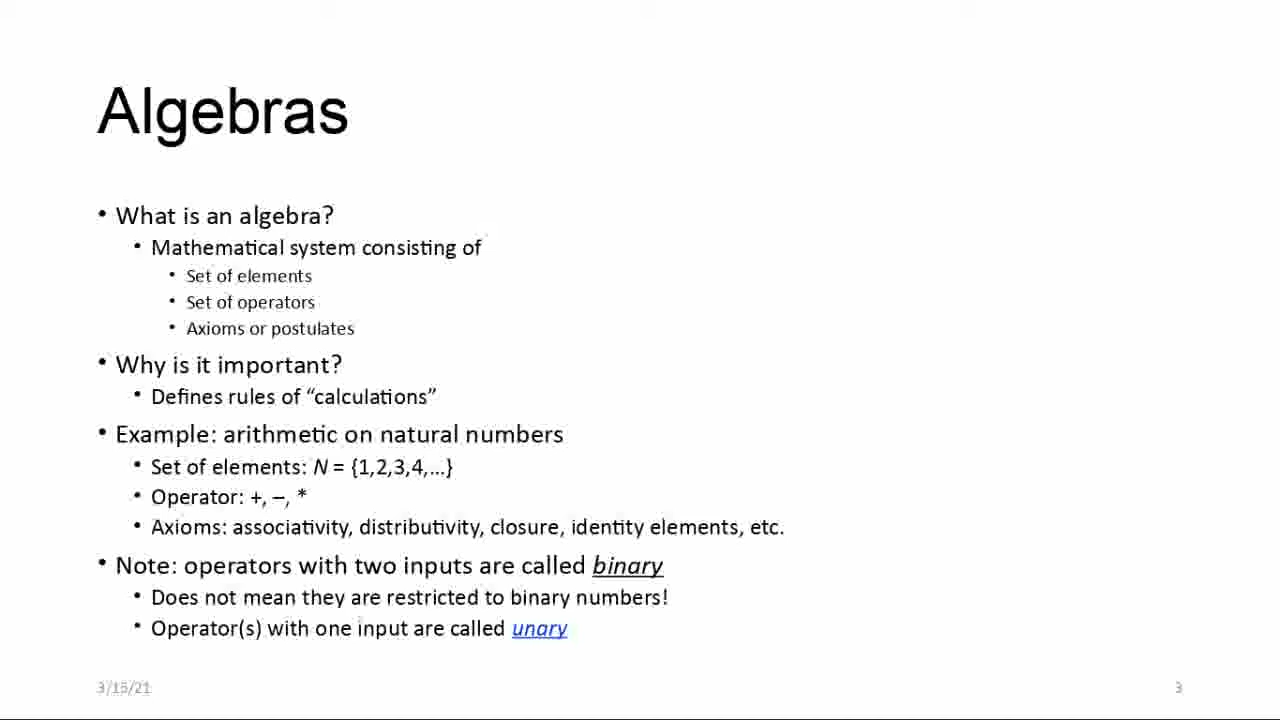 Algebras
• What is an algebra?
• Mathematical system consisting of
• Set of elements
• Set of operators
• Axioms or postulates
• Why is it important?
• Defines rules of “calculations”
• Example: arithmetic on natural numbers
• Set of elements: N = {1,2,3,4,…}
• Operator: +, –, *
• Axioms: associativity, distributivity, closure, identity elements, etc.
• Note: operators with two inputs are called binary
• Does not mean they are restricted to binary numbers!
• Operator(s) with one input are called unary
3/15/21
3